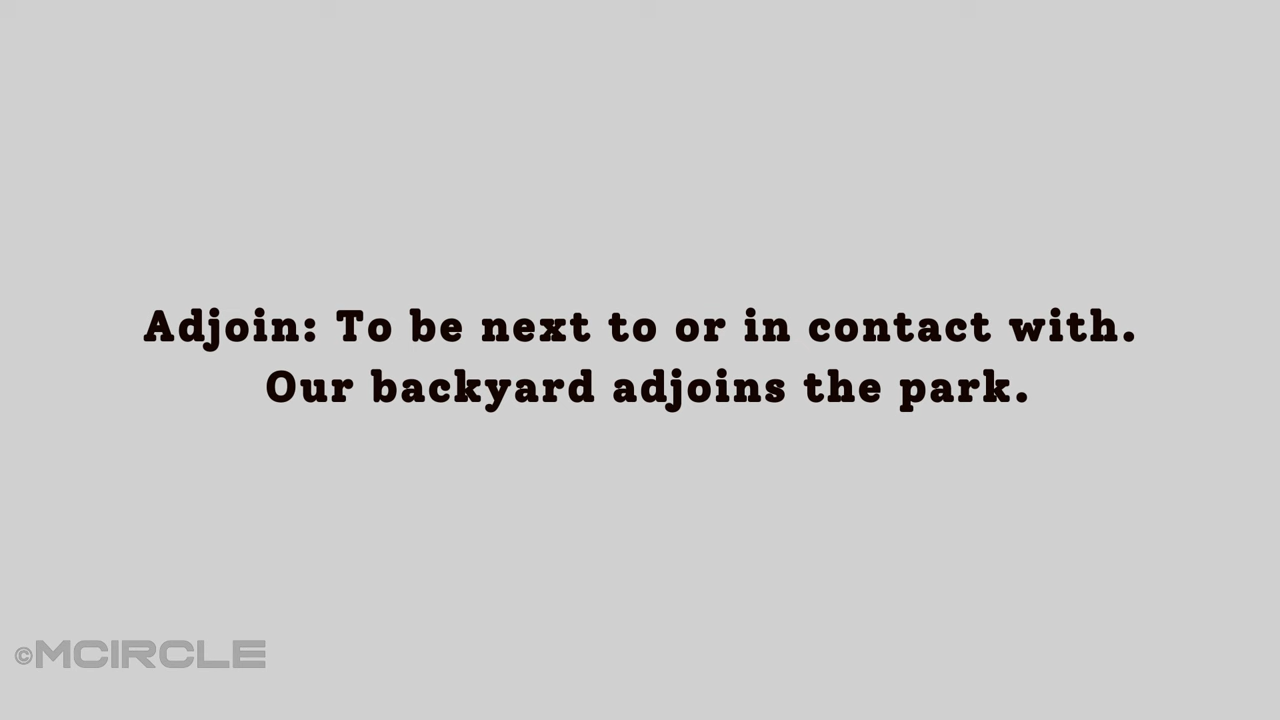 Adjoin: To be next to or in contact with.
Our backyard adjoins the park.
©MCIRCLE